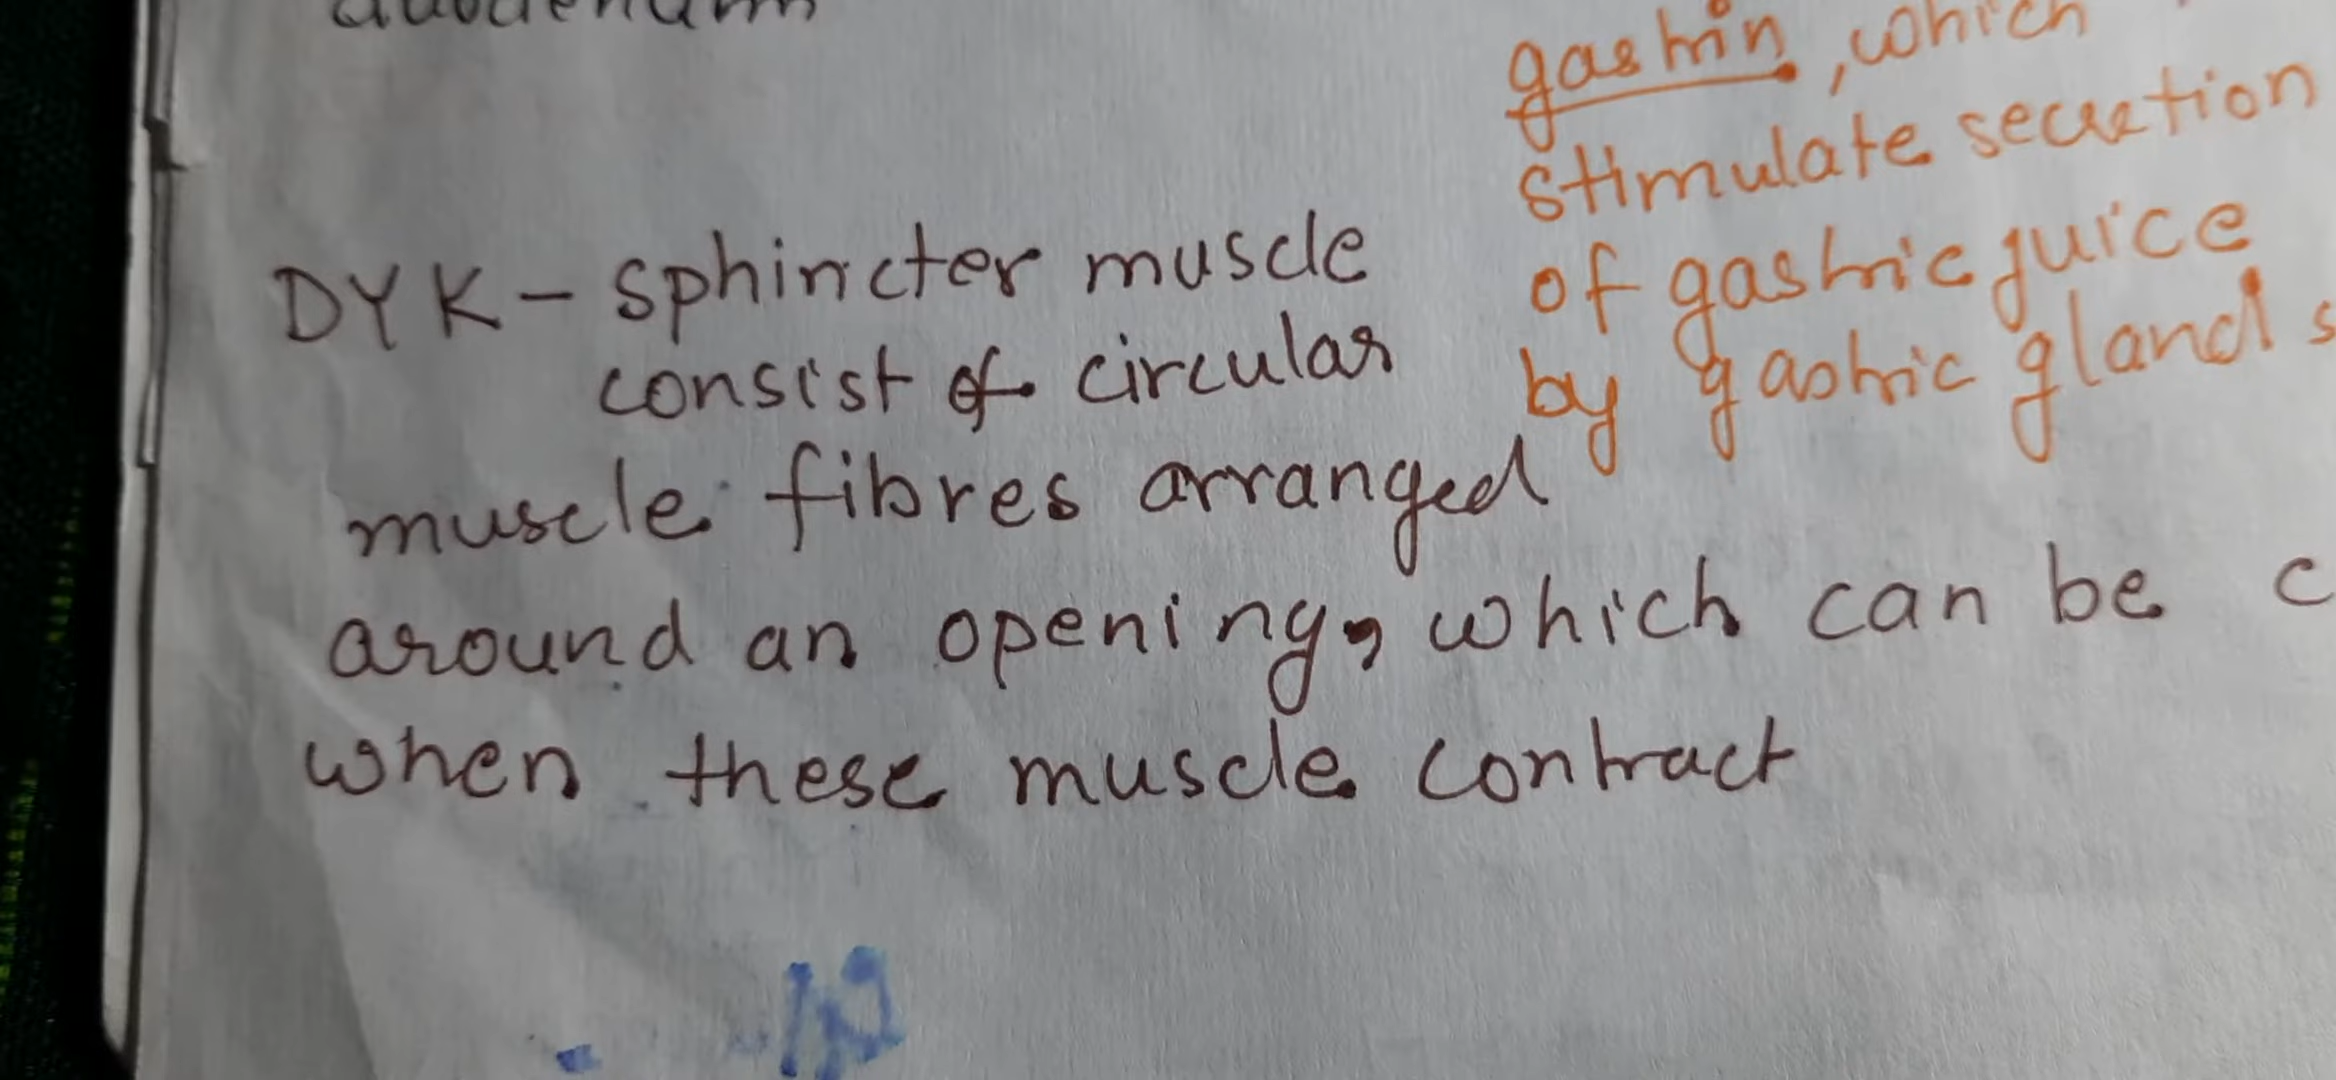 duodenum
gastrin, which
stimulate secretion
of gastric juice
by gastric glands
DYK - sphincter muscle
consist of circular
muscle fibres arranged
around an opening, which can be
when these muscle contract